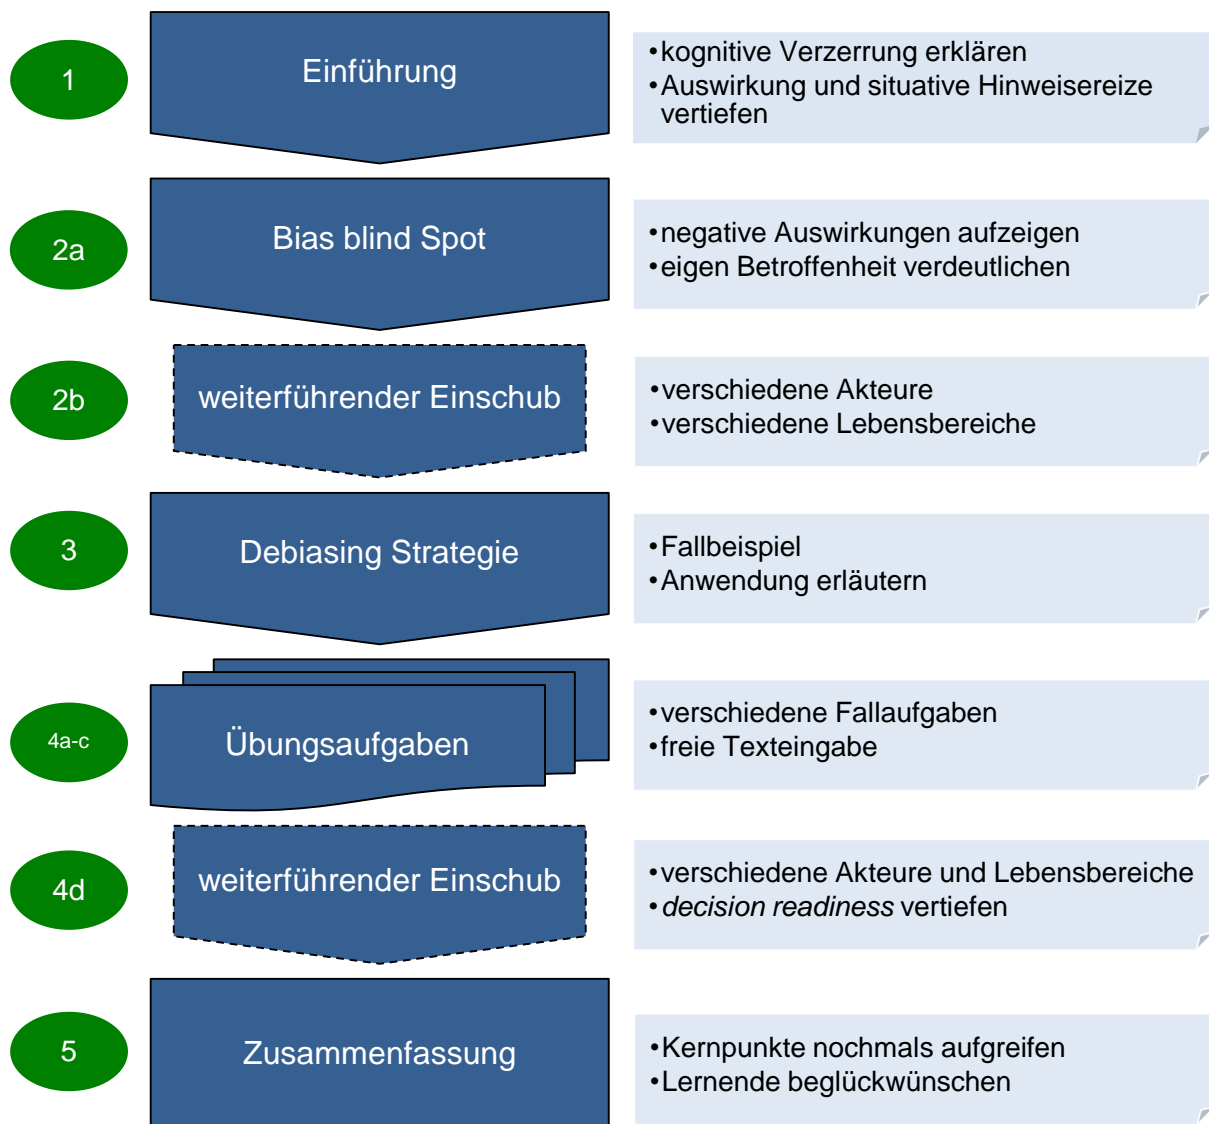 1
Einführung
•kognitive Verzerrung erklären
•Auswirkung und situative Hinweisereize
vertiefen
2a
Bias blind Spot
•negative Auswirkungen aufzeigen
•eigen Betroffenheit verdeutlichen
2b
weiterführender Einschub
•verschiedene Akteure
•verschiedene Lebensbereiche
3
Debiasing Strategie
•Fallbeispiel
•Anwendung erläutern
4a-c
Übungsaufgaben
•verschiedene Fallaufgaben
•freie Texteingabe
4d
weiterführender Einschub
•verschiedene Akteure und Lebensbereiche
•decision readiness vertiefen
5
Zusammenfassung
•Kernpunkte nochmals aufgreifen
•Lernende beglückwünschen